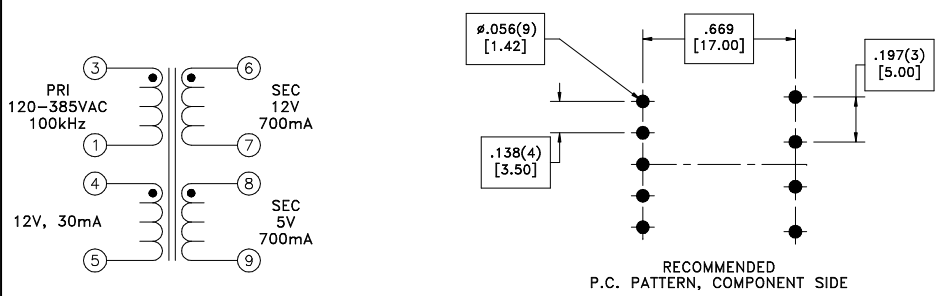 3
PRI
120-385VAC
100kHz
1
4
12V, 30mA
5
6
SEC
12V
700mA
7
8
SEC
5V
700mA
9
ø.056(9)
[1.42]
.669
[17.00]
.197(3)
[5.00]
.138(4)
[3.50]
RECOMMENDED
P.C. PATTERN, COMPONENT SIDE